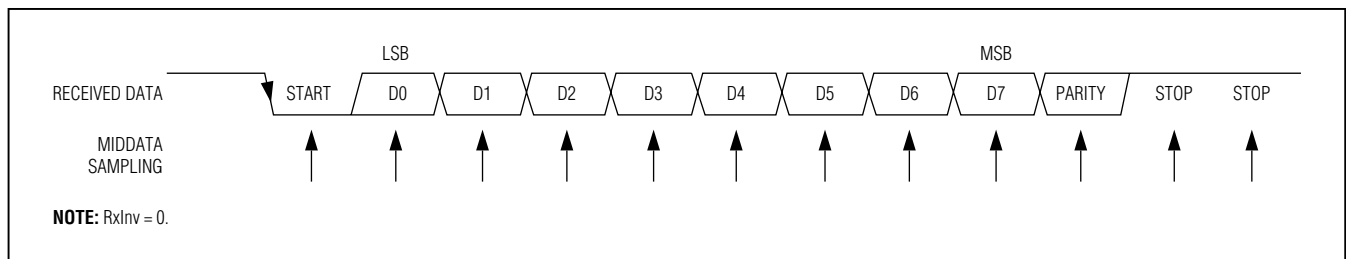 LSB MSB
RECEIVED DATA START D0 D1 D2 D3 D4 D5 D6 D7 PARITY STOP STOP
MIDDATA
SAMPLING
NOTE: RxInv = 0.